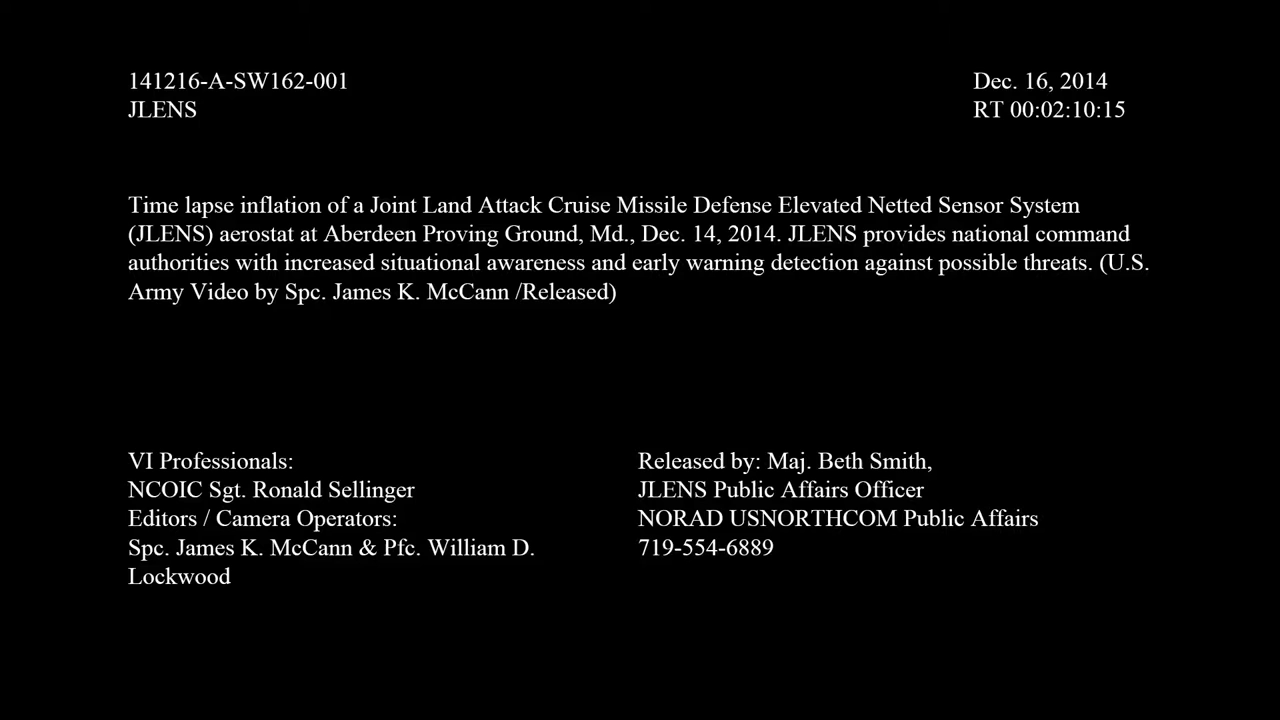 141216-A-SW162-001
JLENS
Dec. 16, 2014
RT 00:02:10:15
Time lapse inflation of a Joint Land Attack Cruise Missile Defense Elevated Netted Sensor System
(JLENS) aerostat at Aberdeen Proving Ground, Md., Dec. 14, 2014. JLENS provides national command
authorities with increased situational awareness and early warning detection against possible threats. (U.S.
Army Video by Spc. James K. McCann /Released)
VI Professionals:
NCOIC Sgt. Ronald Sellinger
Editors / Camera Operators:
Spc. James K. McCann & Pfc. William D.
Lockwood
Released by: Maj. Beth Smith,
JLENS Public Affairs Officer
NORAD USNORTHCOM Public Affairs
719-554-6889